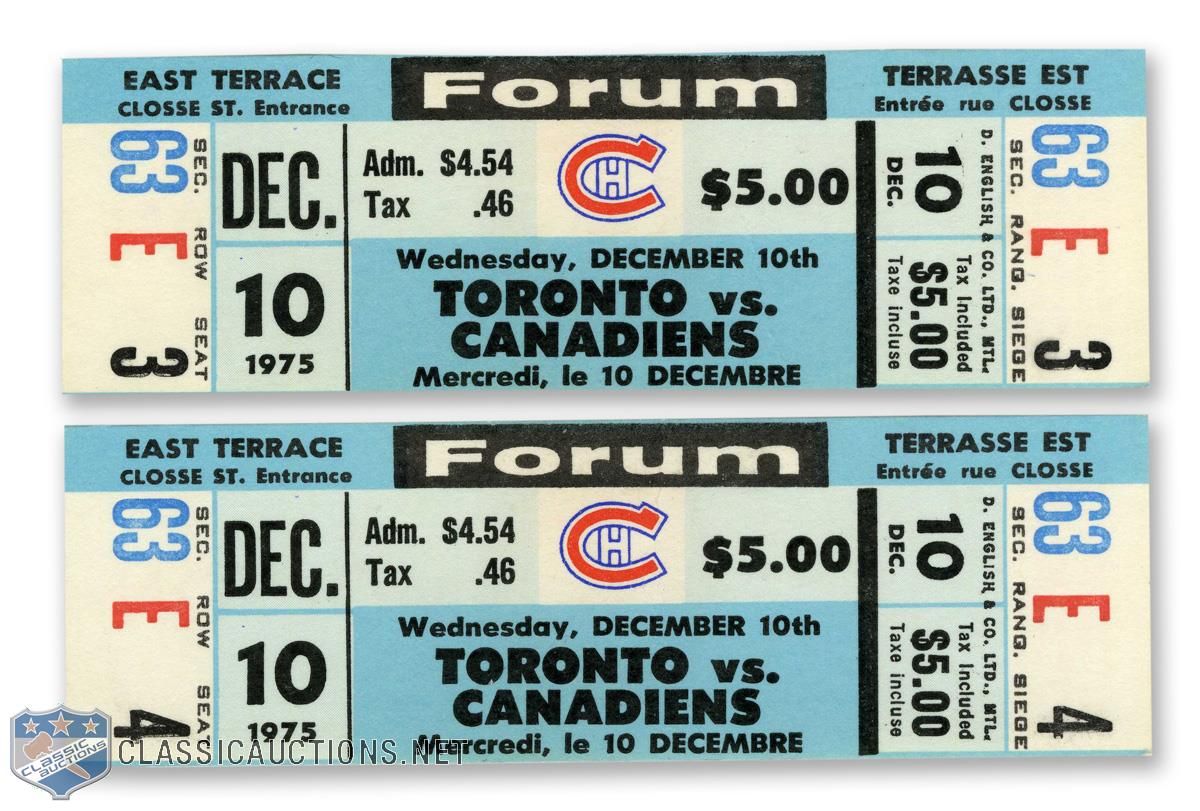 EAST TERRACE
CLOSSE ST. Entrance
Forum
TERRASSE EST
Entrée rue CLOSSE
63
SEC.
E
ROW
3
SEAT
DEC.
10
1975
Adm. $4.54
Tax .46
CH
$5.00
Wednesday, DECEMBER 10th
TORONTO vs.
CANADIENS
Mercredi, le 10 DECEMBRE
10
DEC.
$5.00
Tax Included
Taxe incluse
D. ENGLISH & CO. LTD., MTL.
SEC. RANG. SIEGE
63
E
3
EAST TERRACE
CLOSSE ST. Entrance
Forum
TERRASSE EST
Entrée rue CLOSSE
63
SEC.
E
ROW
4
SEAT
DEC.
10
1975
Adm. $4.54
Tax .46
CH
$5.00
Wednesday, DECEMBER 10th
TORONTO vs.
CANADIENS
Mercredi, le 10 DECEMBRE
10
DEC.
$5.00
Tax Included
Taxe incluse
D. ENGLISH & CO. LTD., MTL.
SEC. RANG. SIEGE
63
E
4
CLASSIC
AUCTIONS
CLASSICAUCTIONS.NET